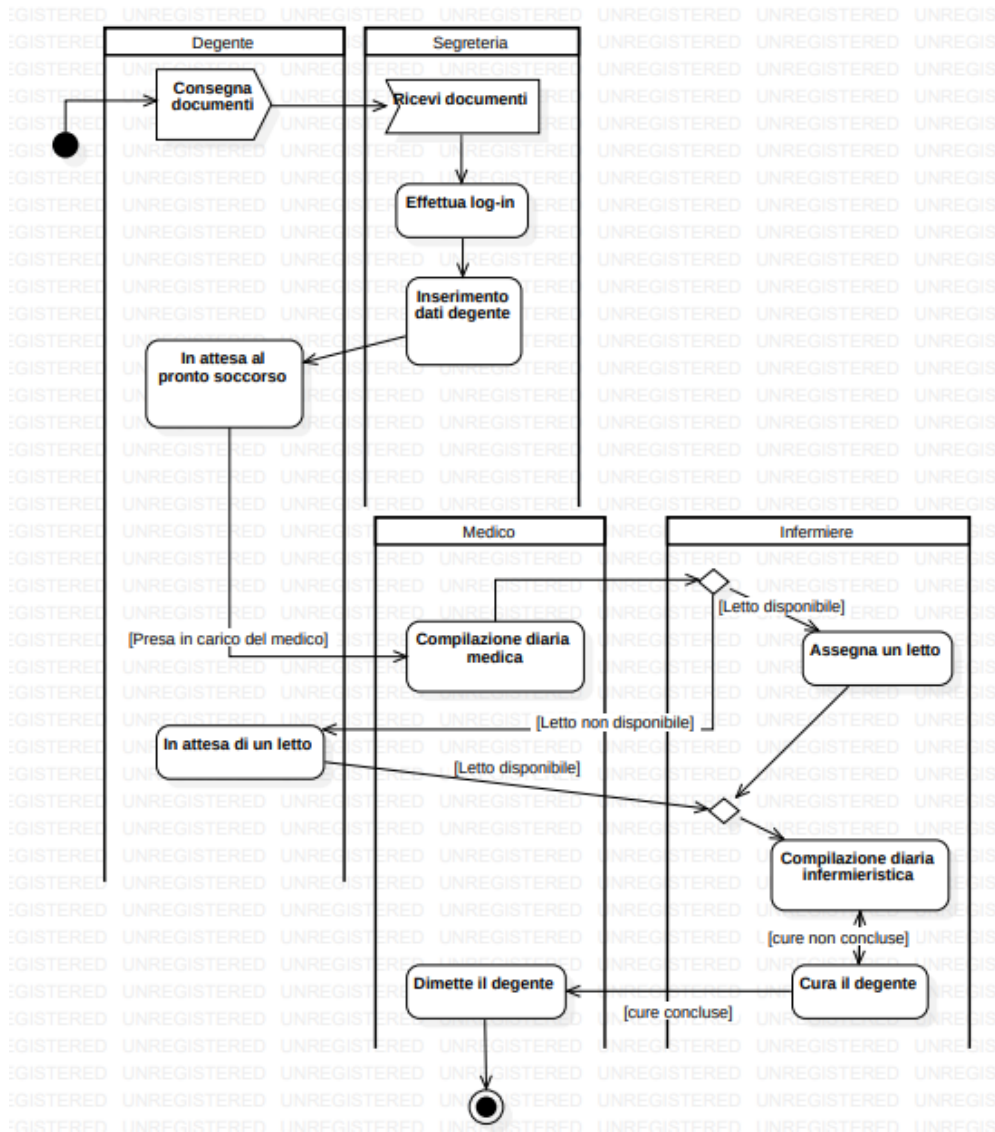 Degente
Segreteria
Consegna
documenti
Ricevi documenti
Effettua log-in
Inserimento
dati degente
In attesa al
pronto soccorso
Medico
Infermiere
[Letto disponibile]
[Presa in carico del medico]
Compilazione diaria
medica
Assegna un letto
[Letto non disponibile]
In attesa di un letto
[Letto disponibile]
Compilazione diaria
infermieristica
[cure non concluse]
Dimette il degente
Cura il degente
[cure concluse]
UNREGISTERED